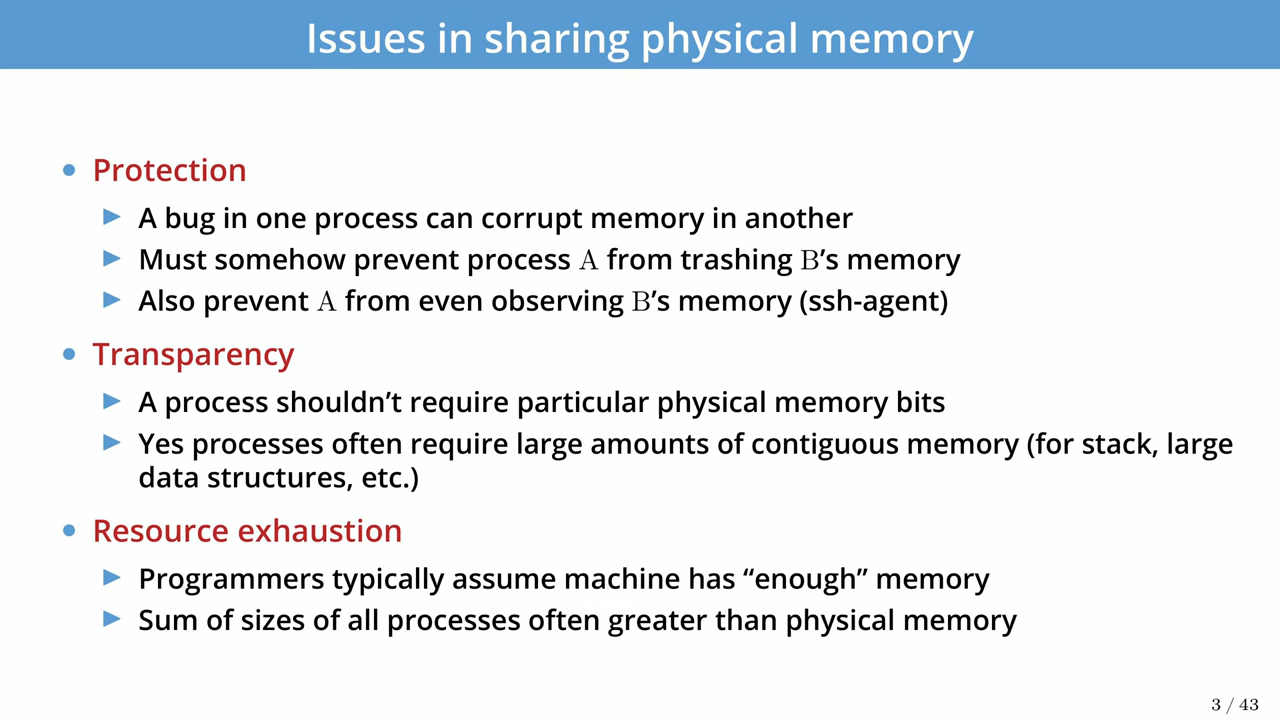 Issues in sharing physical memory
• Protection
▶ A bug in one process can corrupt memory in another
▶ Must somehow prevent process A from trashing B’s memory
▶ Also prevent A from even observing B’s memory (ssh-agent)
• Transparency
▶ A process shouldn’t require particular physical memory bits
▶ Yes processes often require large amounts of contiguous memory (for stack, large
data structures, etc.)
• Resource exhaustion
▶ Programmers typically assume machine has “enough” memory
▶ Sum of sizes of all processes often greater than physical memory
3 / 43